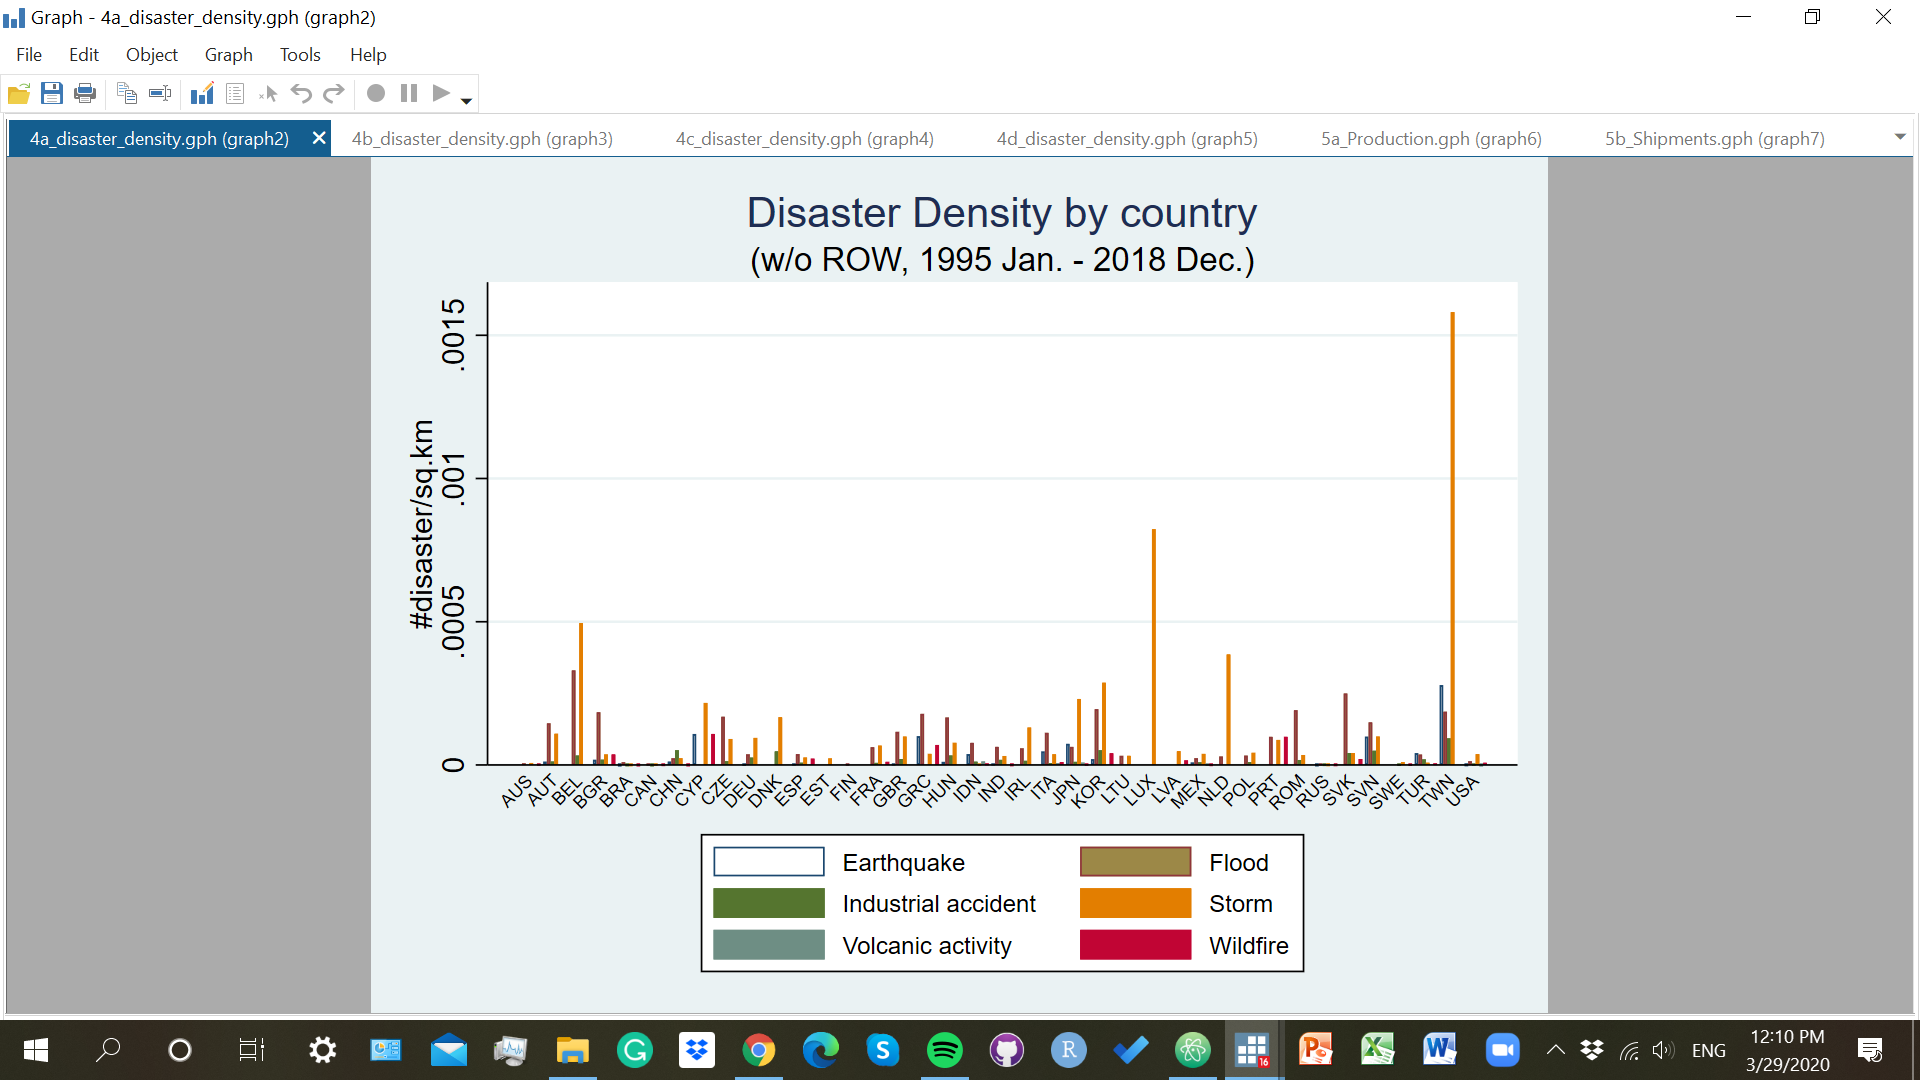 Graph - 4a_disaster_density.gph (graph2)
File Edit Object Graph Tools Help
4a_disaster_density.gph (graph2) 4b_disaster_density.gph (graph3) 4c_disaster_density.gph (graph4) 4d_disaster_density.gph (graph5) 5a_Production.gph (graph6) 5b_Shipments.gph (graph7)
Disaster Density by country
(w/o ROW, 1995 Jan. - 2018 Dec.)
#disaster/sq.km
.0015
.001
.0005
0
AUS AUT BEL BGR BRA CAN CHN CYP CZE DEU DNK ESP EST FIN FRA GBR GRC HUN IDN IND IRL ITA JPN KOR LTU LUX LVA MEX NLD POL PRT ROM RUS SVK SVN SWE TUR TWN USA
Earthquake Flood
Industrial accident Storm
Volcanic activity Wildfire
ENG
12:10 PM
3/29/2020
16